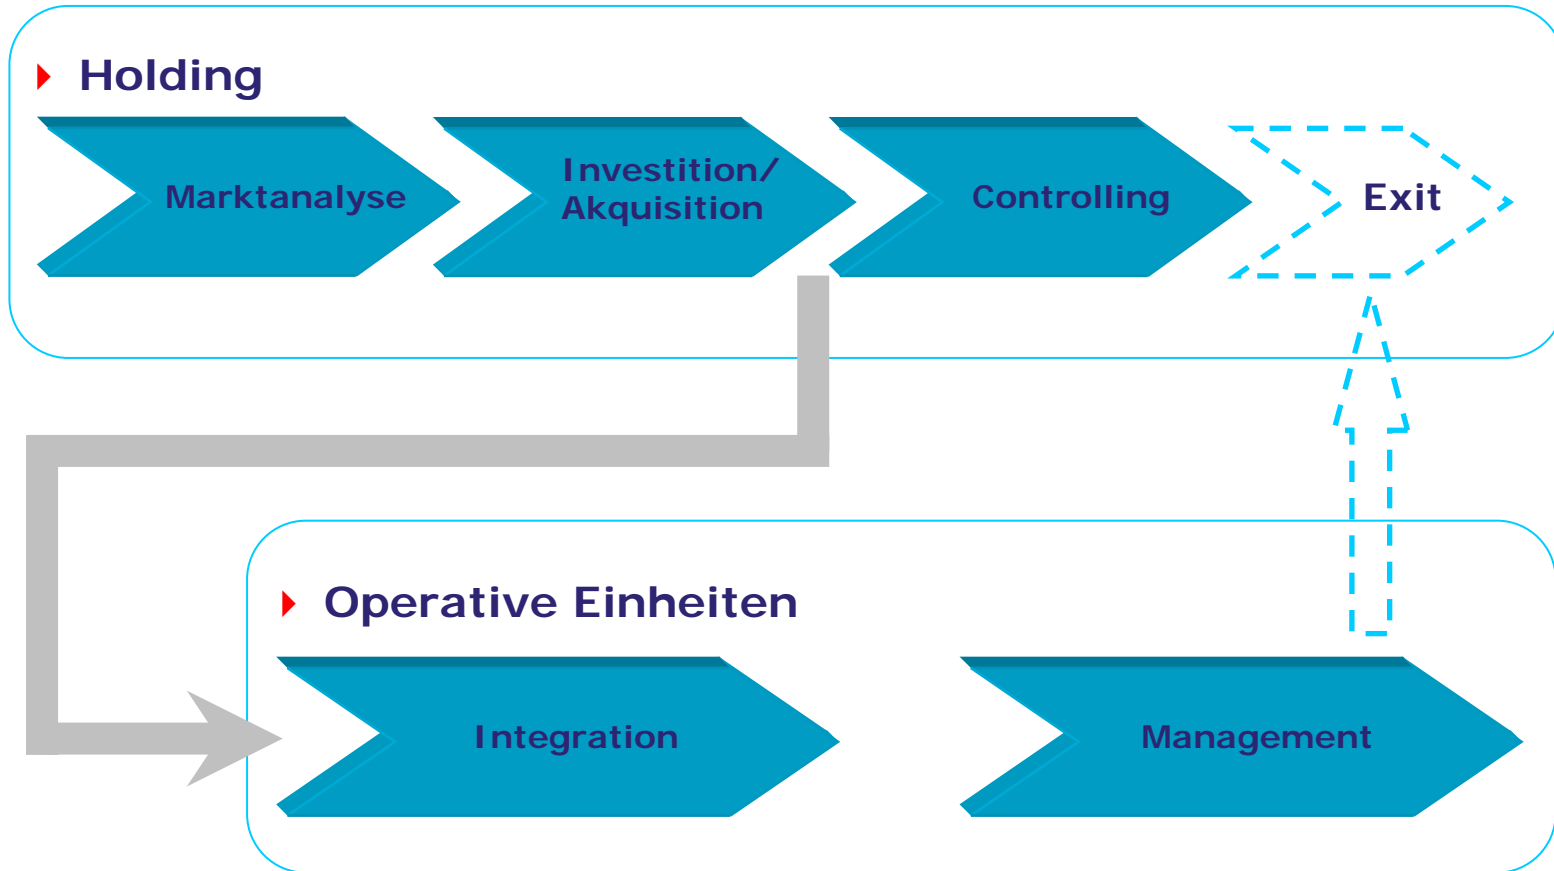 Holding
Marktanalyse
Investition/
Akquisition
Controlling
Exit
Operative Einheiten
Integration
Management